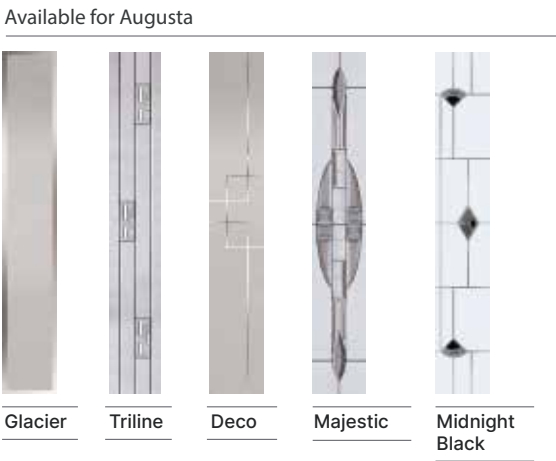 Available for Augusta
Glacier
Triline
Deco
Majestic
Midnight
Black